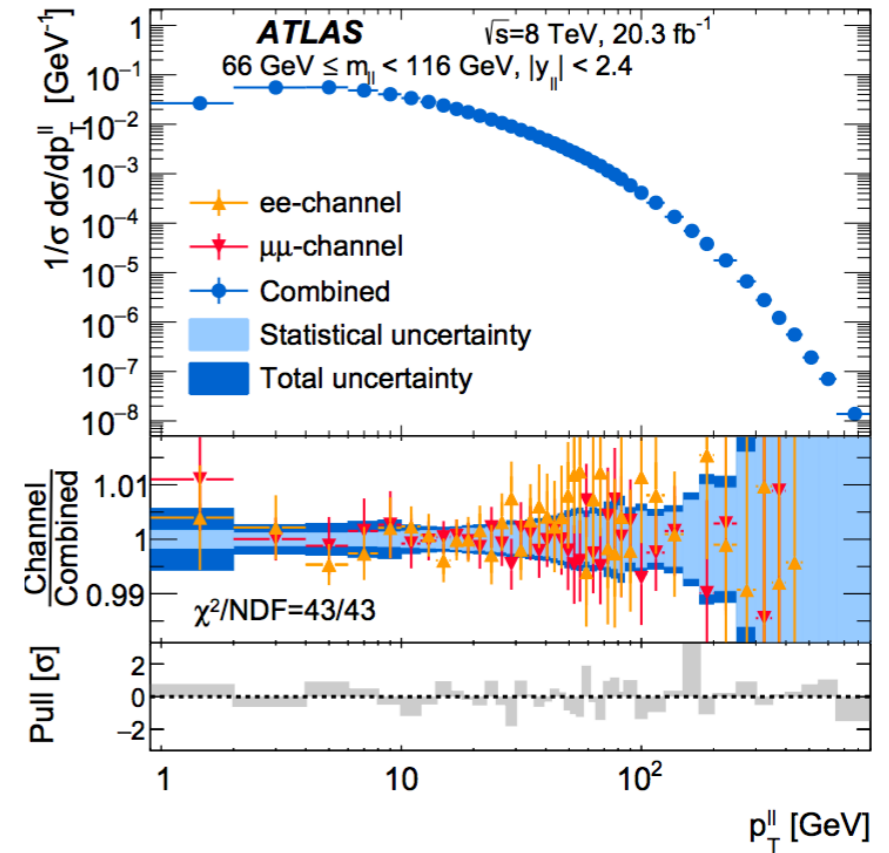 ATLAS
√s=8 TeV, 20.3 fb⁻¹
66 GeV ≤ m_ll < 116 GeV, |y_ll| < 2.4
1/σ dσ/dp_T^ll [GeV⁻¹]
1
10⁻¹
10⁻²
10⁻³
10⁻⁴
10⁻⁵
10⁻⁶
10⁻⁷
10⁻⁸
ee-channel
μμ-channel
Combined
Statistical uncertainty
Total uncertainty
Channel
Combined
1.01
1
0.99
χ²/NDF=43/43
Pull [σ]
2
0
−2
1
10
10²
p_T^ll [GeV]